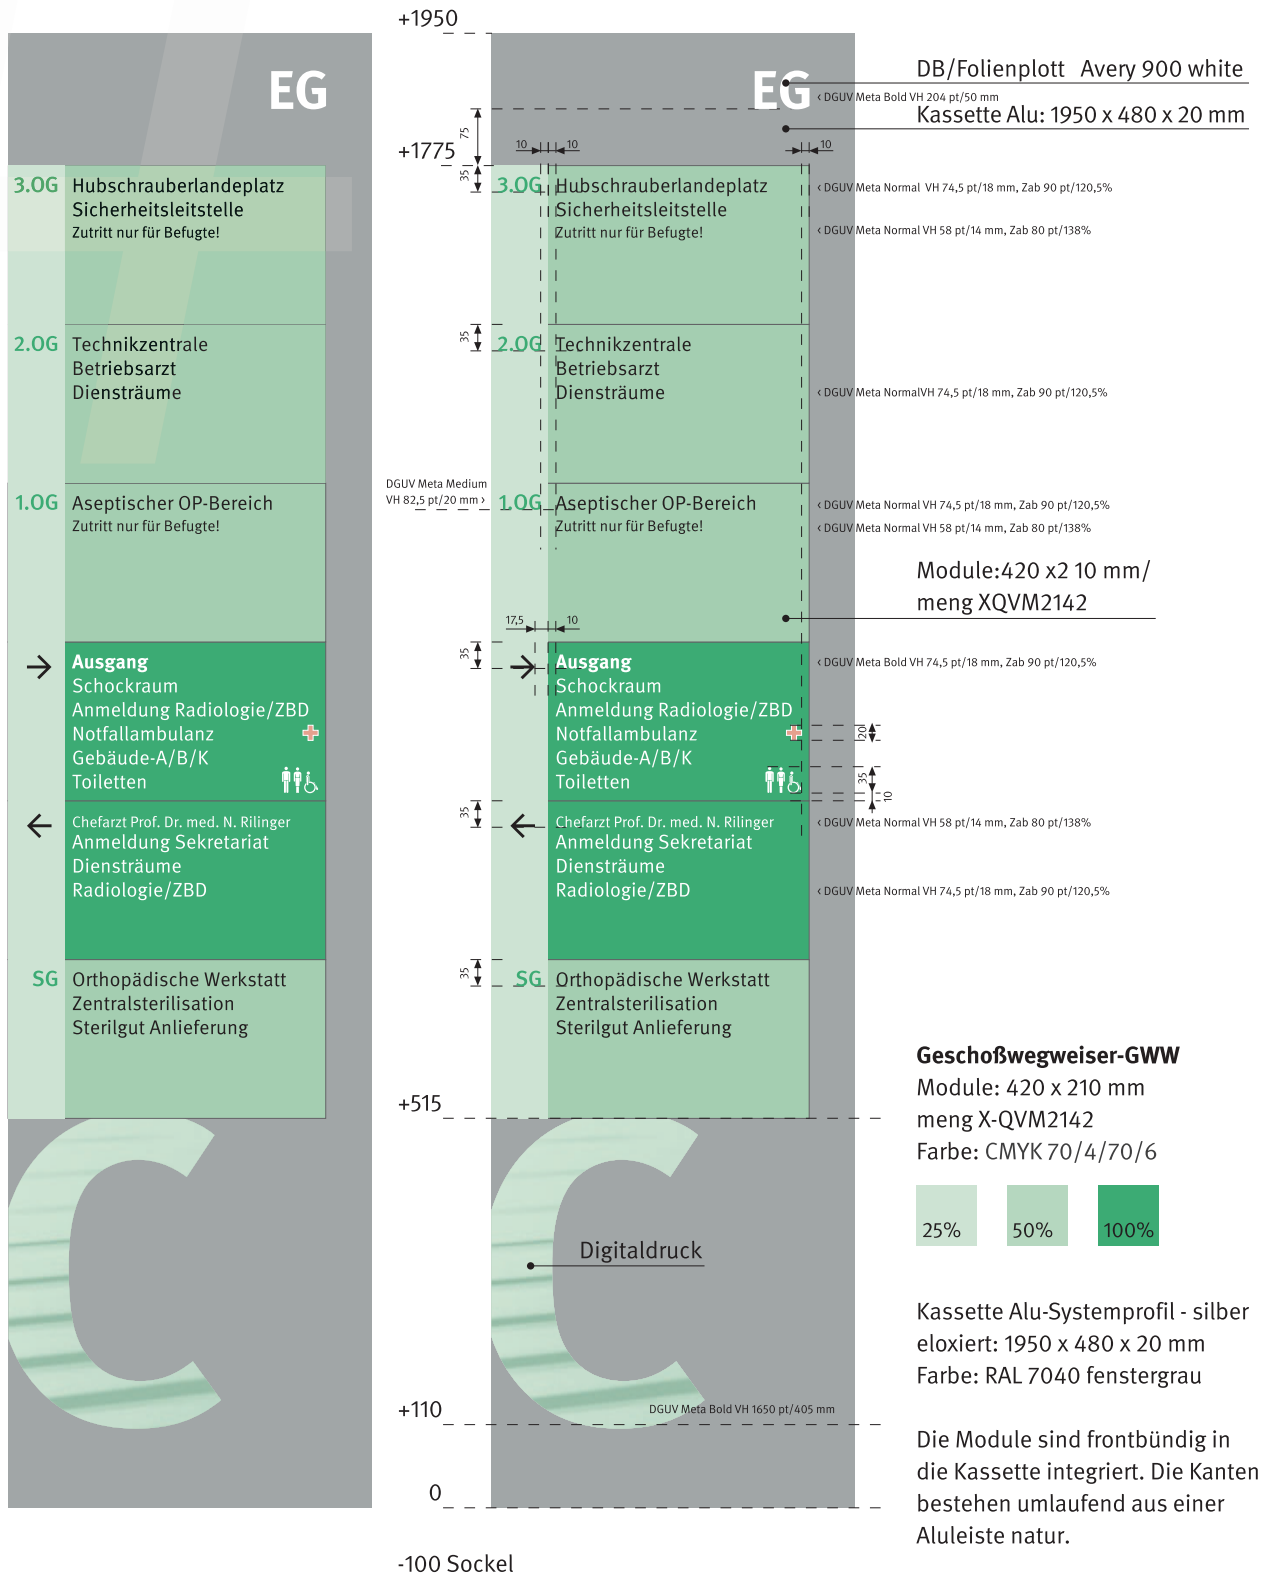 EG
3.OG Hubschrauberlandeplatz
Sicherheitsleitstelle
Zutritt nur für Befugte!
2.OG Technikzentrale
Betriebsarzt
Diensträume
1.OG Aseptischer OP-Bereich
Zutritt nur für Befugte!
→ Ausgang
Schockraum
Anmeldung Radiologie/ZBD
Notfallambulanz
Gebäude-A/B/K
Toiletten
← Chefarzt Prof. Dr. med. N. Rilinger
Anmeldung Sekretariat
Diensträume
Radiologie/ZBD
SG Orthopädische Werkstatt
Zentralsterilisation
Sterilgut Anlieferung
C
+1950
EG
75
+1775
35
10 10
10
3.OG Hubschrauberlandeplatz
Sicherheitsleitstelle
Zutritt nur für Befugte!
35
2.OG Technikzentrale
Betriebsarzt
Diensträume
DGUV Meta Medium
VH 82,5 pt/20 mm ›
1.OG Aseptischer OP-Bereich
Zutritt nur für Befugte!
17,5 10
35
→ Ausgang
Schockraum
Anmeldung Radiologie/ZBD
Notfallambulanz
Gebäude-A/B/K
Toiletten
20
35
10
35
← Chefarzt Prof. Dr. med. N. Rilinger
Anmeldung Sekretariat
Diensträume
Radiologie/ZBD
35
SG Orthopädische Werkstatt
Zentralsterilisation
Sterilgut Anlieferung
+515
C
Digitaldruck
DGUV Meta Bold VH 1650 pt/405 mm
+110
0
-100 Sockel
DB/Folienplott Avery 900 white
‹ DGUV Meta Bold VH 204 pt/50 mm
Kassette Alu: 1950 x 480 x 20 mm
‹ DGUV Meta Normal VH 74,5 pt/18 mm, Zab 90 pt/120,5%
‹ DGUV Meta Normal VH 58 pt/14 mm, Zab 80 pt/138%
‹ DGUV Meta NormalVH 74,5 pt/18 mm, Zab 90 pt/120,5%
‹ DGUV Meta Normal VH 74,5 pt/18 mm, Zab 90 pt/120,5%
‹ DGUV Meta Normal VH 58 pt/14 mm, Zab 80 pt/138%
Module:420 x2 10 mm/
meng XQVM2142
‹ DGUV Meta Bold VH 74,5 pt/18 mm, Zab 90 pt/120,5%
‹ DGUV Meta Normal VH 58 pt/14 mm, Zab 80 pt/138%
‹ DGUV Meta Normal VH 74,5 pt/18 mm, Zab 90 pt/120,5%
Geschoßwegweiser-GWW
Module: 420 x 210 mm
meng X-QVM2142
Farbe: CMYK 70/4/70/6
25% 50% 100%
Kassette Alu-Systemprofil - silber
eloxiert: 1950 x 480 x 20 mm
Farbe: RAL 7040 fenstergrau
Die Module sind frontbündig in
die Kassette integriert. Die Kanten
bestehen umlaufend aus einer
Aluleiste natur.